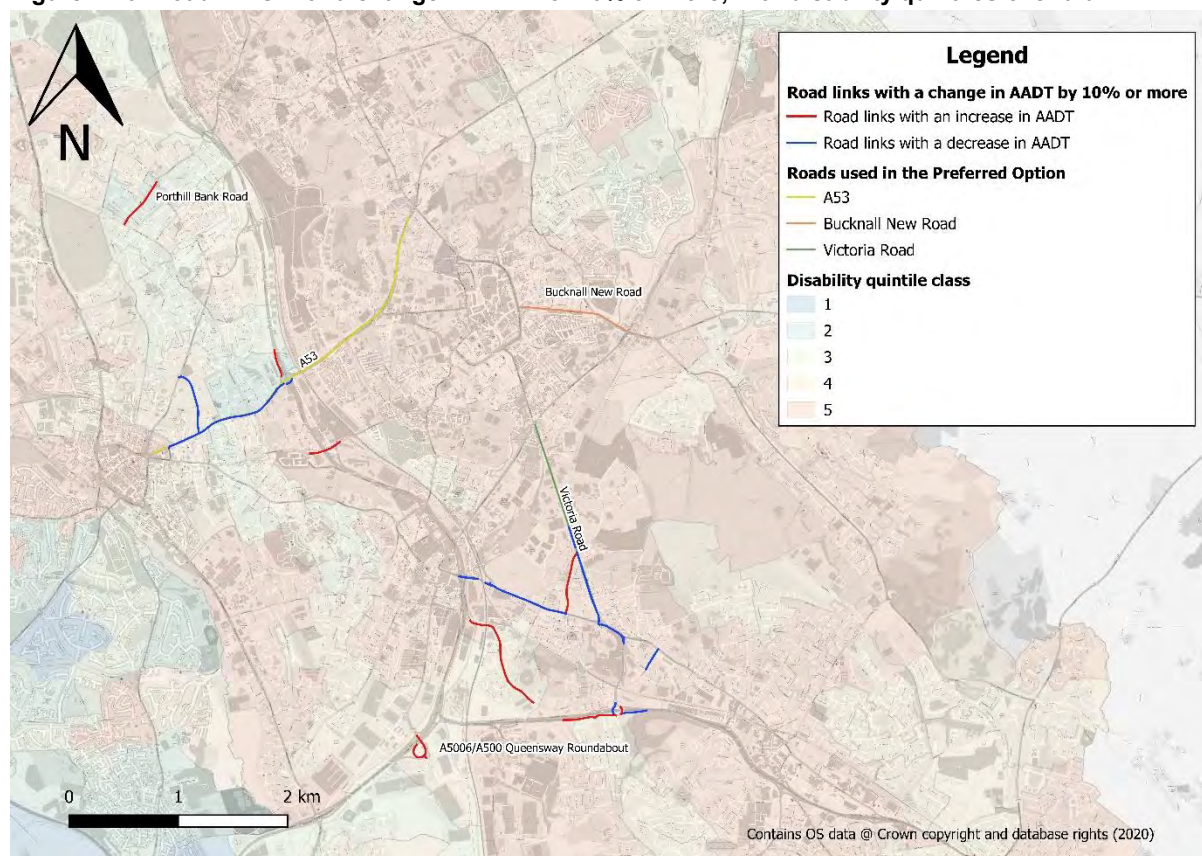 N
Porthill Bank Road
A53
Bucknall New Road
Victoria Road
A5006/A500 Queensway Roundabout
Legend
Road links with a change in AADT by 10% or more
Road links with an increase in AADT
Road links with a decrease in AADT
Roads used in the Preferred Option
A53
Bucknall New Road
Victoria Road
Disability quintile class
1
2
3
4
5
0 1 2 km
Contains OS data @ Crown copyright and database rights (2020)